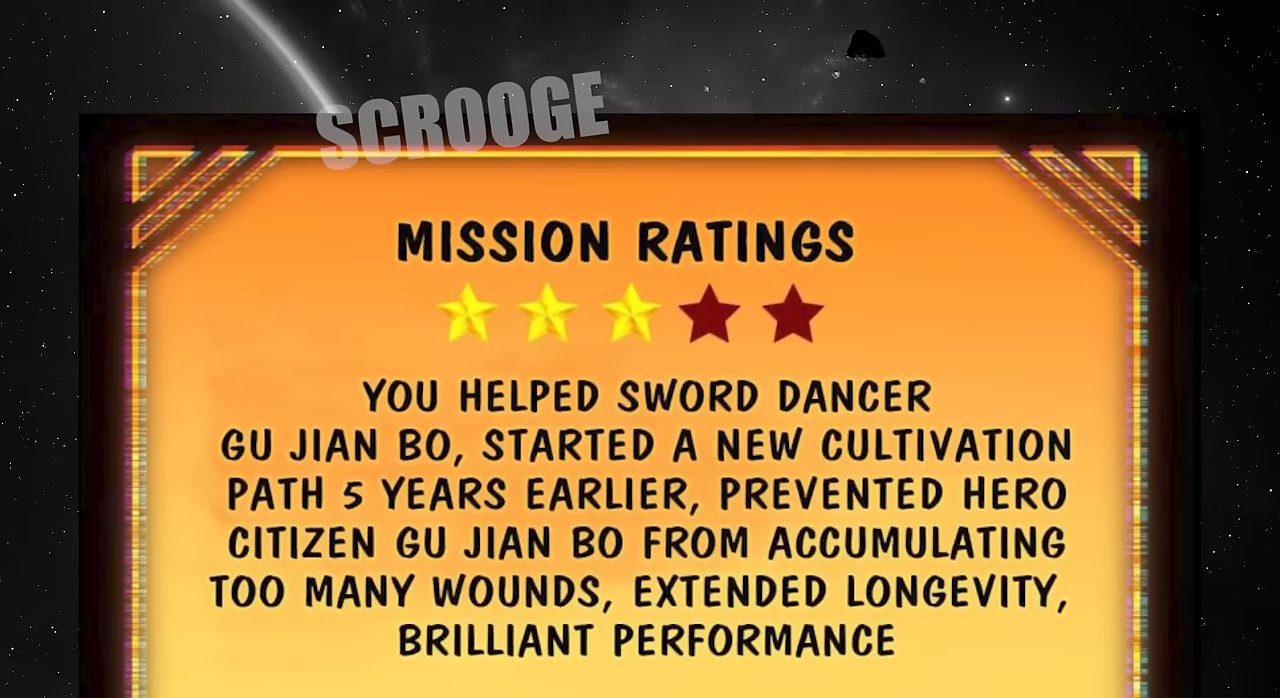 SCROOGE
MISSION RATINGS
YOU HELPED SWORD DANCER
GU JIAN BO, STARTED A NEW CULTIVATION
PATH 5 YEARS EARLIER, PREVENTED HERO
CITIZEN GU JIAN BO FROM ACCUMULATING
TOO MANY WOUNDS, EXTENDED LONGEVITY,
BRILLIANT PERFORMANCE